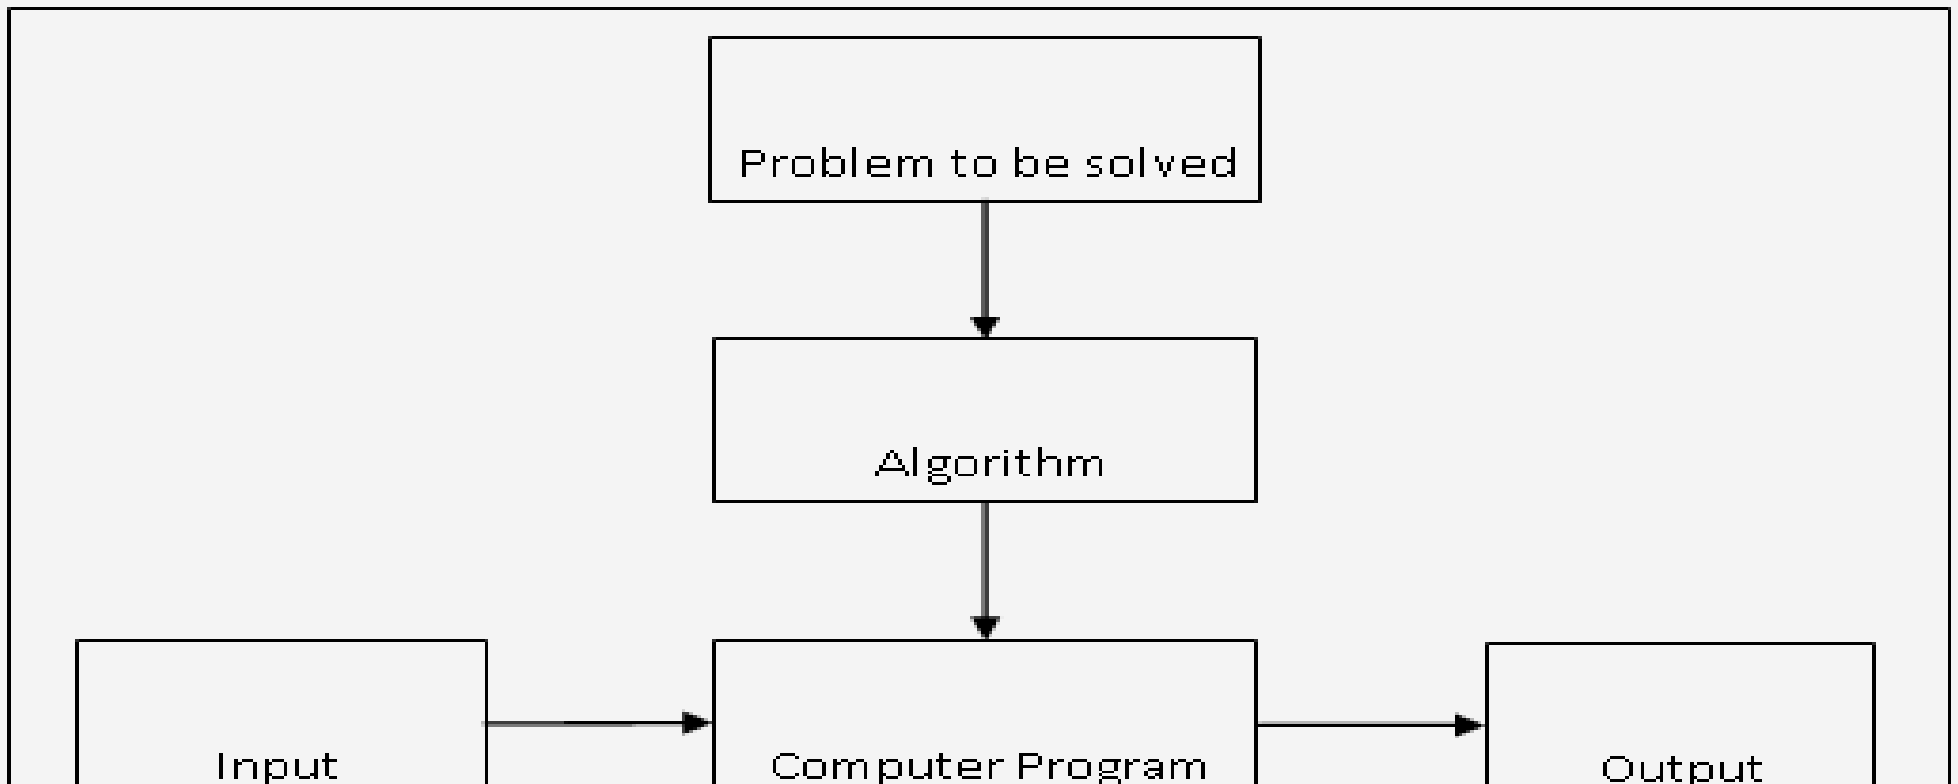 Problem to be solved
Algorithm
Input
Computer Program
Output